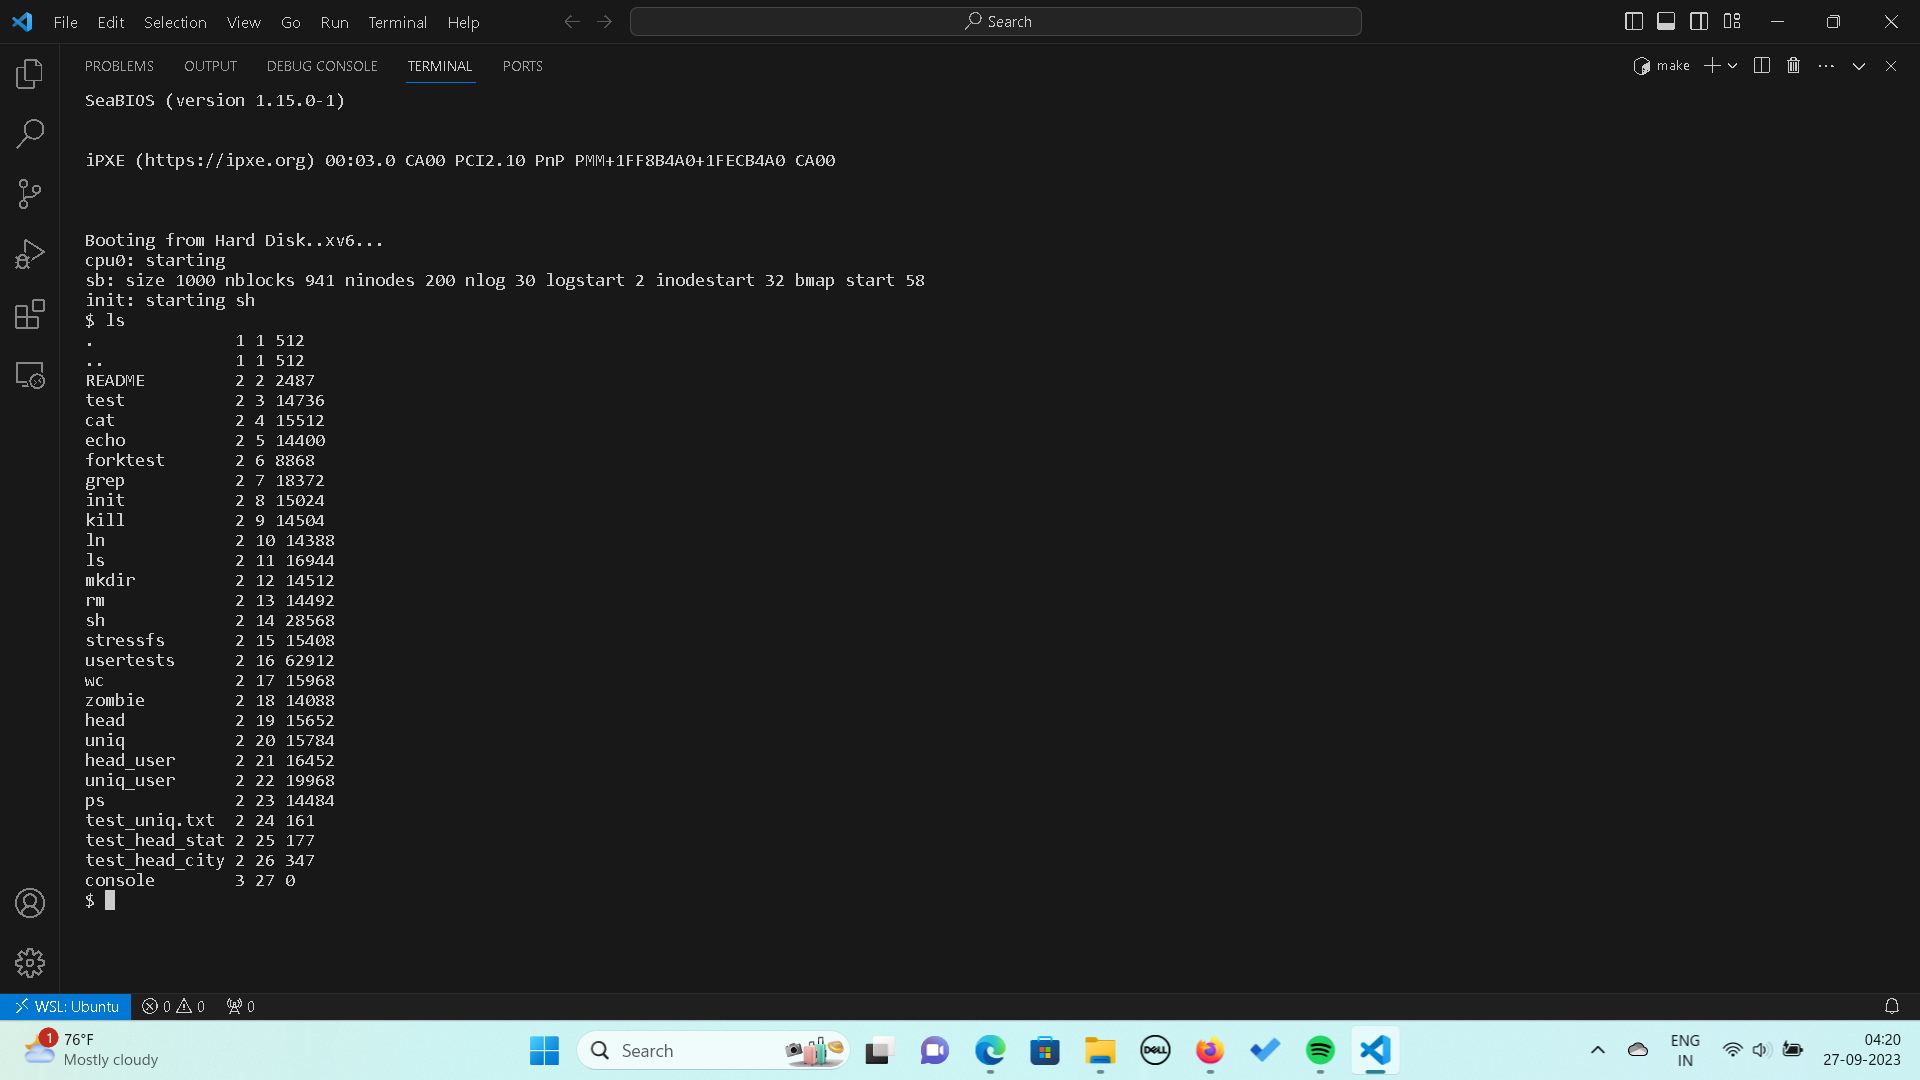 File Edit Selection View Go Run Terminal Help
Search
PROBLEMS OUTPUT DEBUG CONSOLE TERMINAL PORTS
make
SeaBIOS (version 1.15.0-1)
iPXE (https://ipxe.org) 00:03.0 CA00 PCI2.10 PnP PMM+1FF8B4A0+1FECB4A0 CA00
Booting from Hard Disk..xv6...
cpu0: starting
sb: size 1000 nblocks 941 ninodes 200 nlog 30 logstart 2 inodestart 32 bmap start 58
init: starting sh
$ ls
. 1 1 512
.. 1 1 512
README 2 2 2487
test 2 3 14736
cat 2 4 15512
echo 2 5 14400
forktest 2 6 8868
grep 2 7 18372
init 2 8 15024
kill 2 9 14504
ln 2 10 14388
ls 2 11 16944
mkdir 2 12 14512
rm 2 13 14492
sh 2 14 28568
stressfs 2 15 15408
usertests 2 16 62912
wc 2 17 15968
zombie 2 18 14088
head 2 19 15652
uniq 2 20 15784
head_user 2 21 16452
uniq_user 2 22 19968
ps 2 23 14484
test_uniq.txt 2 24 161
test_head_stat 2 25 177
test_head_city 2 26 347
console 3 27 0
$
WSL: Ubuntu 0 0 0
1
76°F
Mostly cloudy
Search
DELL
ENG
IN
04:20
27-09-2023